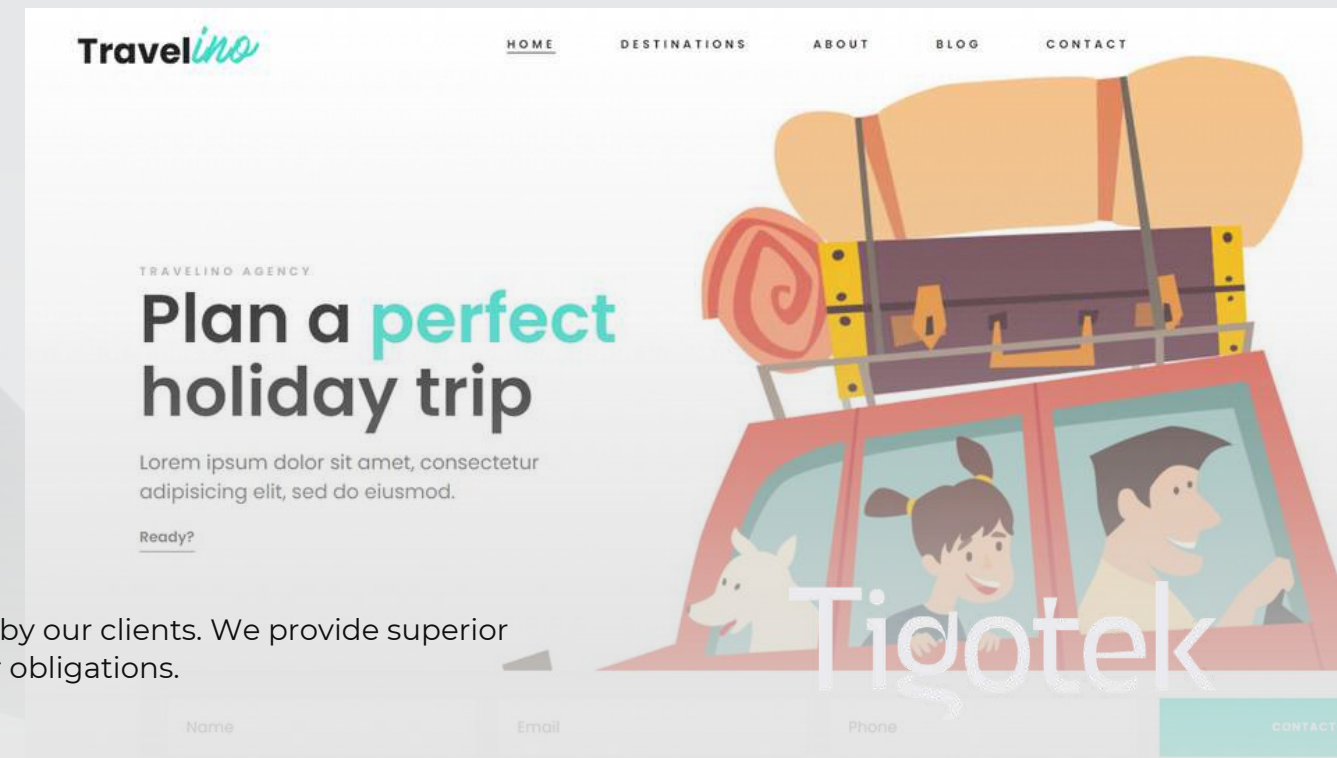 Travelino
HOME DESTINATIONS ABOUT BLOG CONTACT
TRAVELINO AGENCY
Plan a perfect
holiday trip
Lorem ipsum dolor sit amet, consectetur
adipisicing elit, sed do eiusmod.
Ready?
by our clients. We provide superior
obligations.
Tigotek
Name Email Phone CONTACT